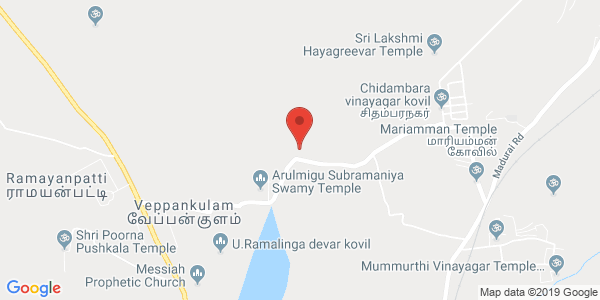 Sri Lakshmi
Hayagreevar Temple
Chidambara
vinayaqar kovil
சிதம்பரநகர்
Mariamman Temple
மாரியம்மன்
கோவில்
Madurai Rd
Ramayanpatti
ராமயன்பட்டி
Arulmigu Subramaniya
Swamy Temple
Veppankulam
வேப்பன்குளம்
Shri Poorna
Pushkala Temple
U.Ramalinga devar kovil
Messiah
Prophetic Church
Mummurthi Vinayagar Temple...
Google
Map data ©2019 Google